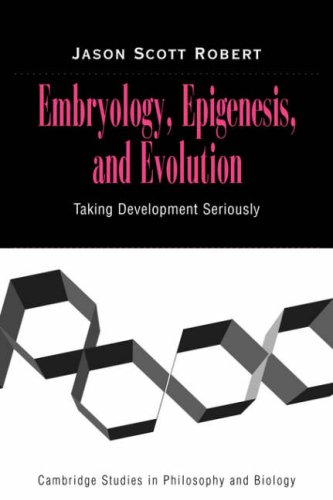 JASON SCOTT ROBERT
Embryology, Epigenesis,
and Evolution
Taking Development Seriously
Cambridge Studies in Philosophy and Biology